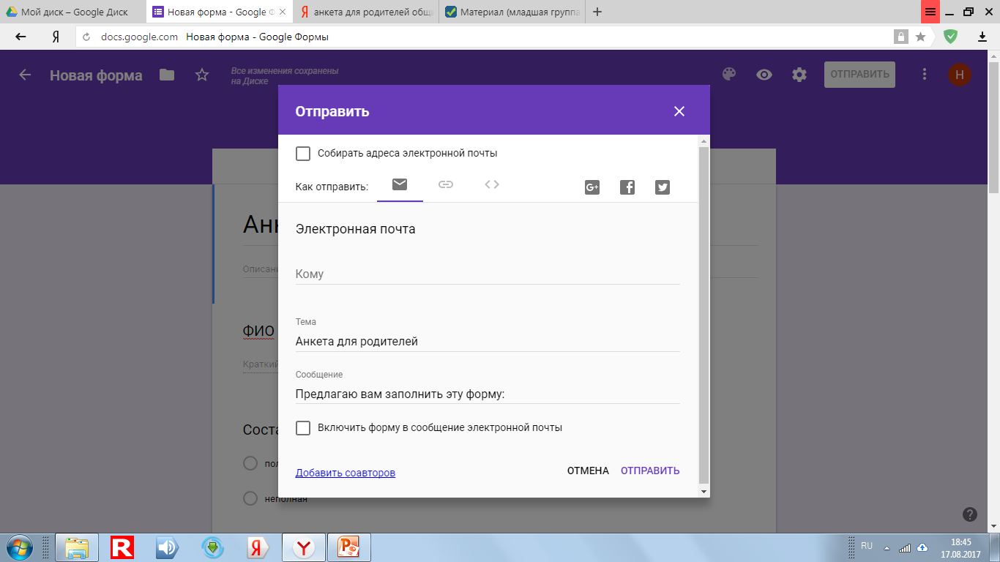 Мой диск – Google Диск
Новая форма - Google Ф
анкета для родителей общ
Материал (младшая группа
docs.google.com Новая форма - Google Формы
Новая форма
Все изменения сохранены
на Диске
ОТПРАВИТЬ
Н
Отправить
Собирать адреса электронной почты
Как отправить:
Анк
Электронная почта
Описани
Кому
Тема
ФИО
Анкета для родителей
Краткий
Сообщение
Предлагаю вам заполнить эту форму:
Соста
Включить форму в сообщение электронной почты
пол
Добавить соавторов
ОТМЕНА
ОТПРАВИТЬ
неполная
RU
18:45
17.08.2017